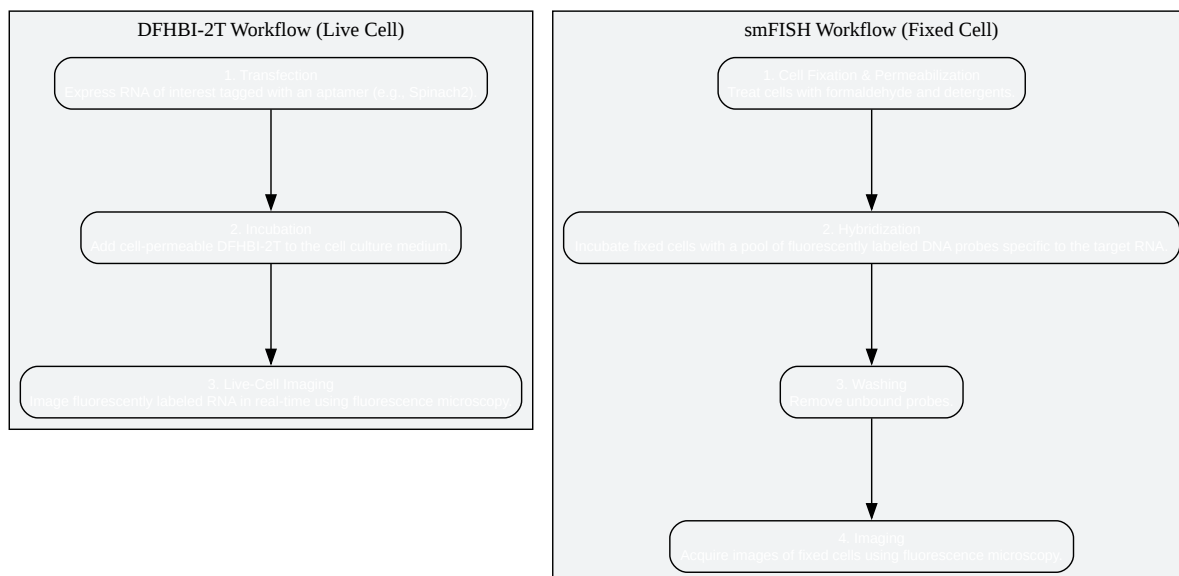 DFHBI-2T Workflow (Live Cell)
1. Transfection
Express RNA of interest tagged with an aptamer (e.g., Spinach2).
2. Incubation
Add cell-permeable DFHBI-2T to the cell culture medium.
3. Live-Cell Imaging
Image fluorescently labeled RNA in real-time using fluorescence microscopy.
smFISH Workflow (Fixed Cell)
1. Cell Fixation & Permeabilization
Treat cells with formaldehyde and detergents.
2. Hybridization
Incubate fixed cells with a pool of fluorescently labeled DNA probes specific to the target RNA.
3. Washing
Remove unbound probes.
4. Imaging
Acquire images of fixed cells using fluorescence microscopy.